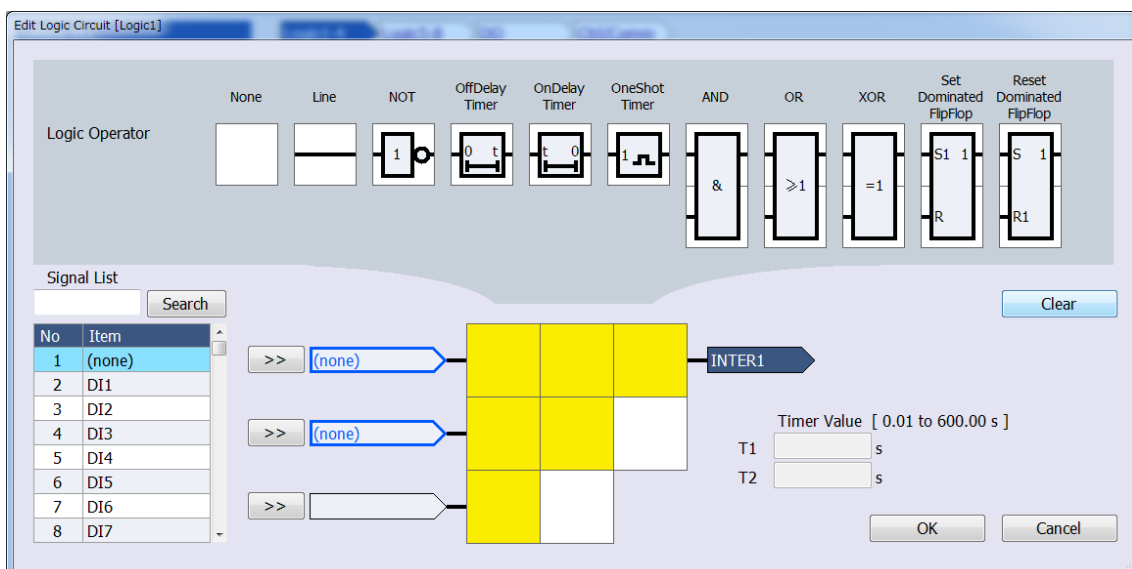 Edit Logic Circuit [Logic1]
None
Line
NOT
OffDelay
Timer
OnDelay
Timer
OneShot
Timer
AND
OR
XOR
Set
Dominated
FlipFlop
Reset
Dominated
FlipFlop
Logic Operator
1
0 t
t 0
1
&
≥1
=1
S1 1
R
S 1
R1
Signal List
Search
Clear
No Item
1 (none)
2 DI1
3 DI2
4 DI3
5 DI4
6 DI5
7 DI6
8 DI7
>> (none)
INTER1
>> (none)
>>
Timer Value [ 0.01 to 600.00 s ]
T1 s
T2 s
OK
Cancel